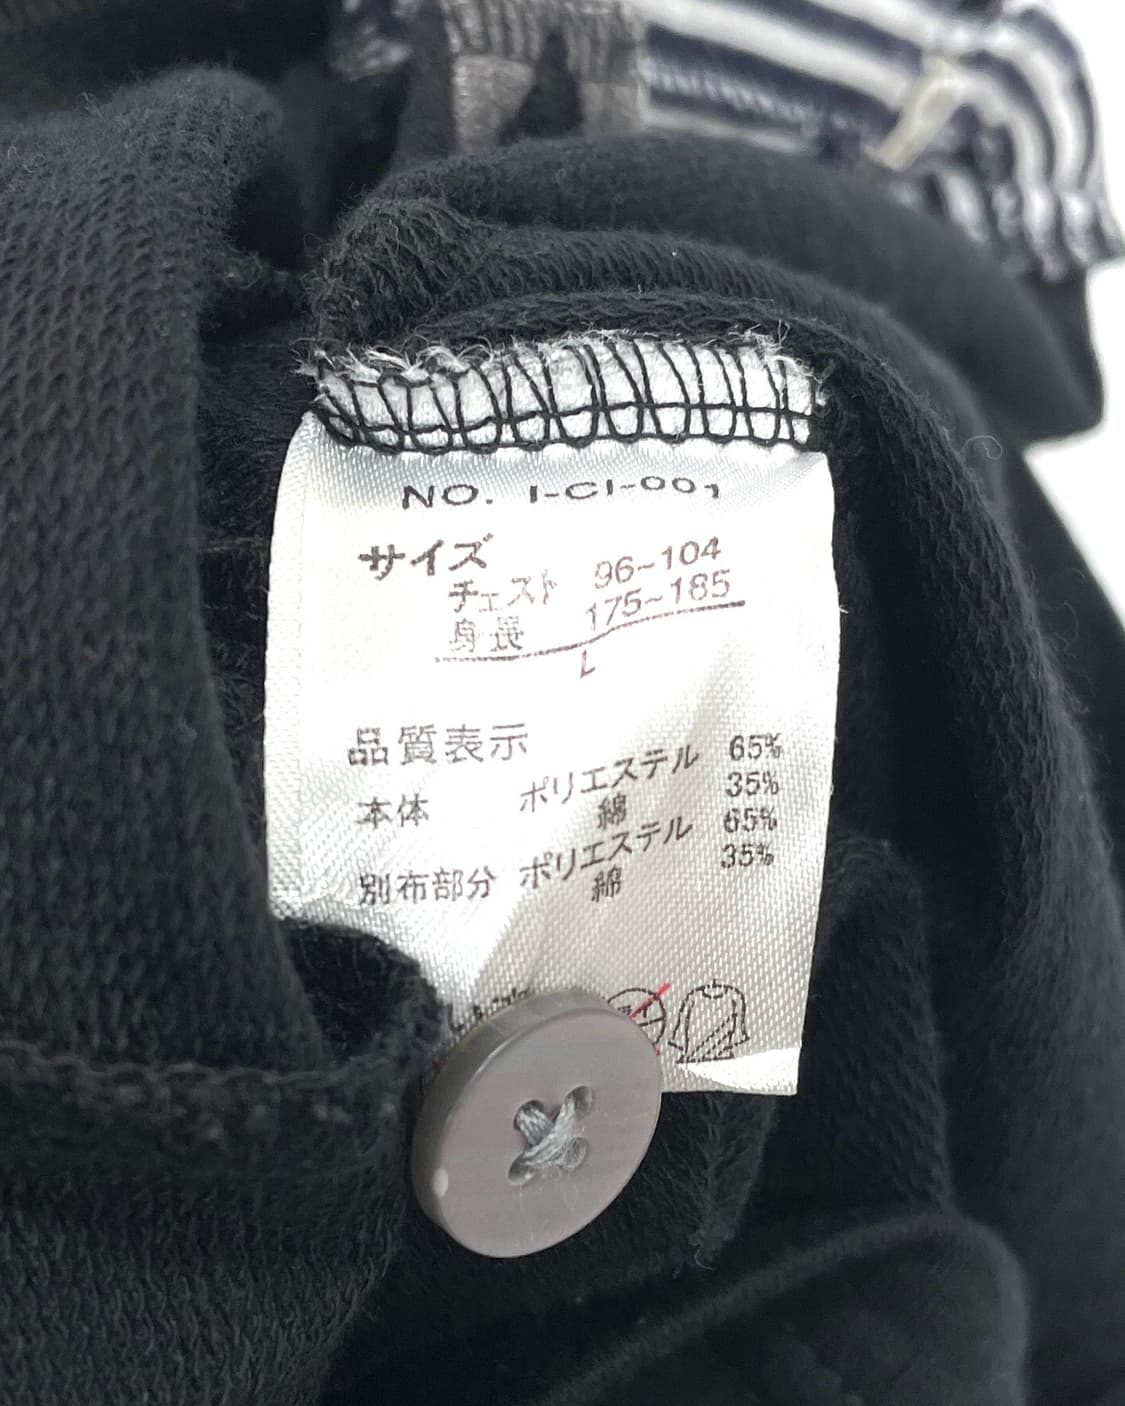 NO. I-CI-001
サイズ
チェスト 96~104
身長 175~185
L
品質表示
本体 ポリエステル 65%
綿 35%
別布部分 ポリエステル 65%
綿 35%